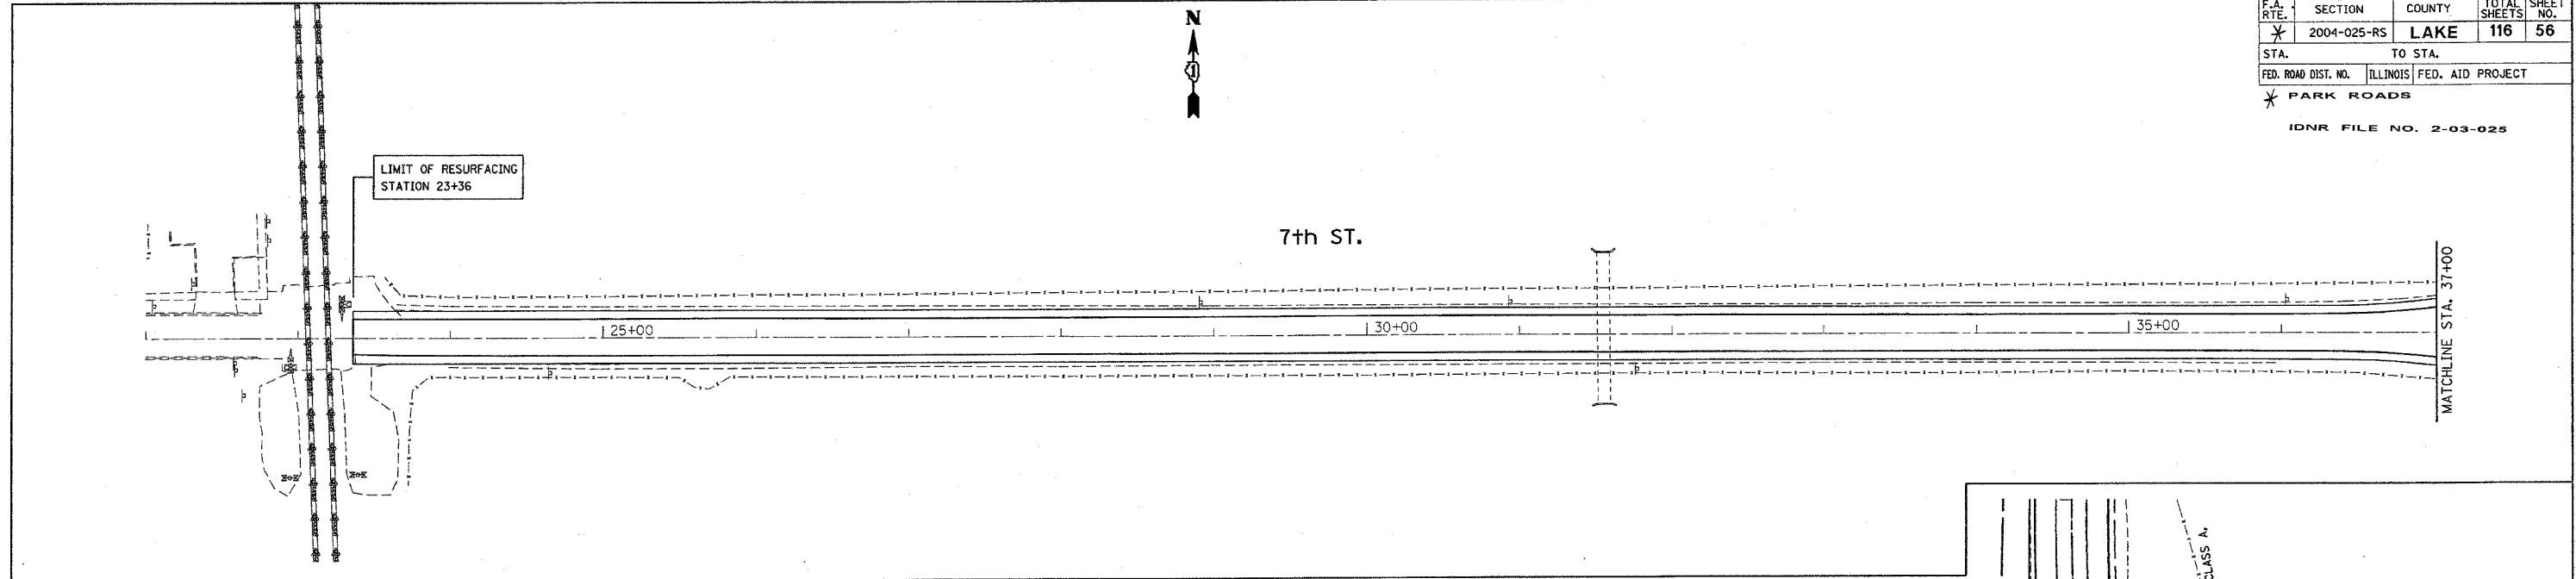 F.A. RTE. SECTION COUNTY TOTAL SHEETS SHEET NO.
2004-025-RS LAKE 116 56
STA. TO STA.
FED. ROAD DIST. NO. ILLINOIS FED. AID PROJECT
* PARK ROADS
IDNR FILE NO. 2-03-025
N
1
LIMIT OF RESURFACING
STATION 23+36
7th ST.
25+00
30+00
35+00
MATCHLINE STA. 37+00
CLASS A.